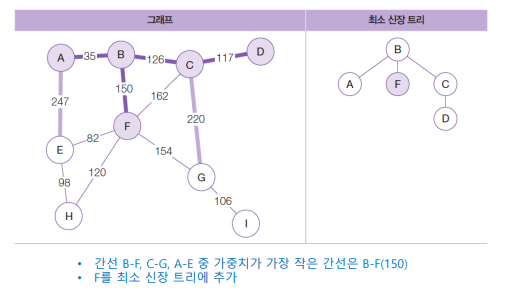 그래프 최소 신장 트리
A 35 B 126 C 117 D B
247 150 162 A F C
82 F 220 D
E 154
98 120 G
H 106
I
• 간선 B-F, C-G, A-E 중 가중치가 가장 작은 간선은 B-F(150)
• F를 최소 신장 트리에 추가